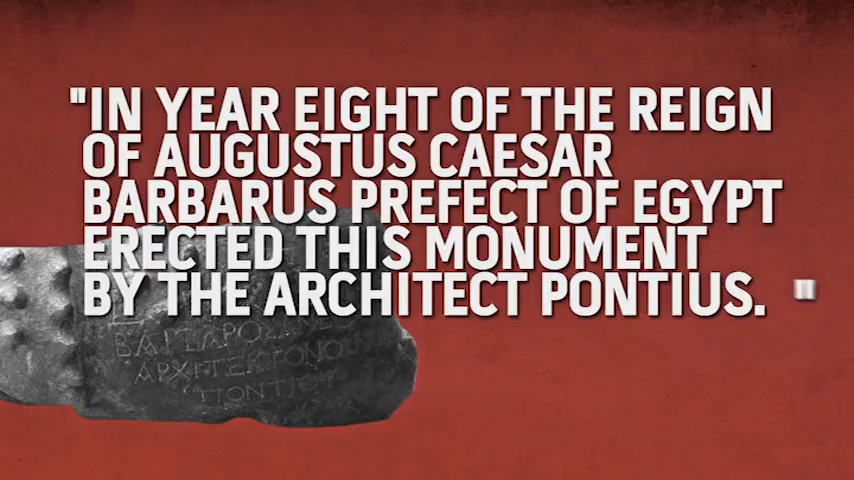 "IN YEAR EIGHT OF THE REIGN
OF AUGUSTUS CAESAR
BARBARUS PREFECT OF EGYPT
ERECTED THIS MONUMENT
BY THE ARCHITECT PONTIUS. "